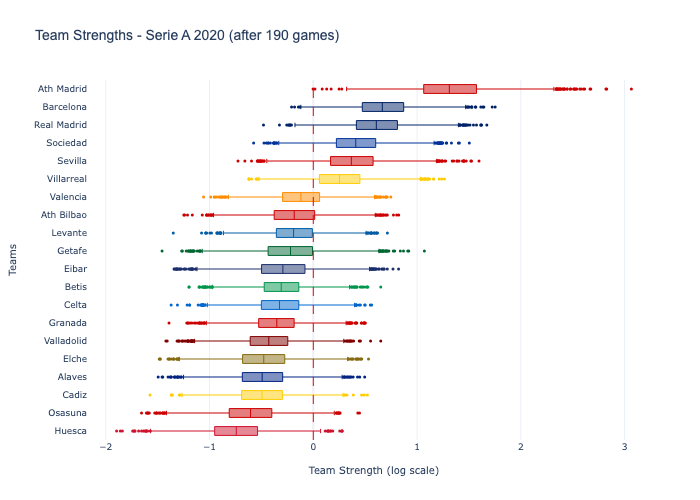 Team Strengths - Serie A 2020 (after 190 games)
Ath Madrid
Barcelona
Real Madrid
Sociedad
Sevilla
Villarreal
Valencia
Ath Bilbao
Levante
Getafe
Eibar
Betis
Celta
Granada
Valladolid
Elche
Alaves
Cadiz
Osasuna
Huesca
Teams
−2 −1 0 1 2 3
Team Strength (log scale)